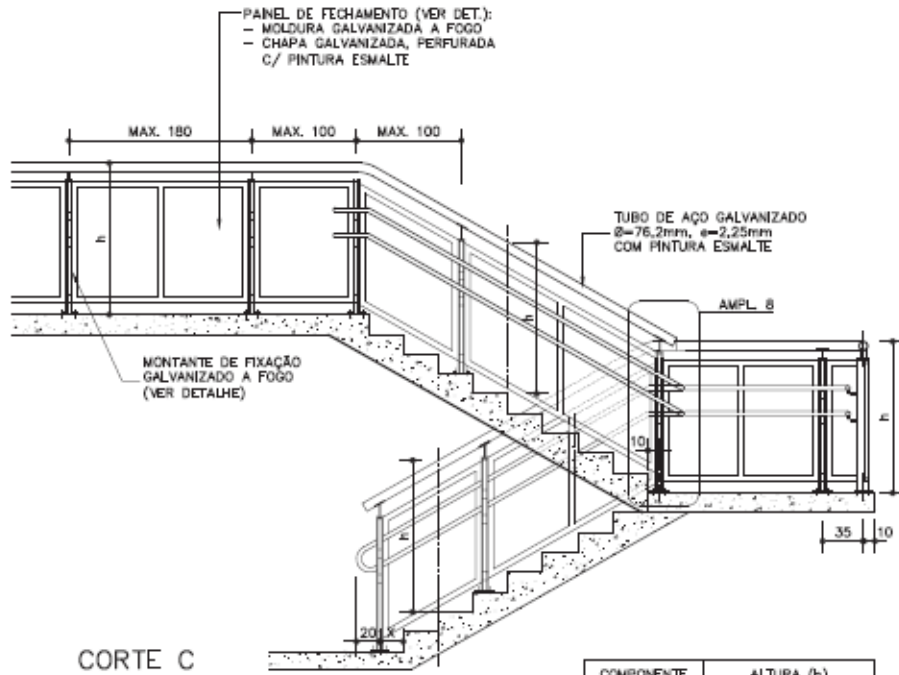 PAINEL DE FECHAMENTO (VER DET.):
– MOLDURA GALVANIZADA A FOGO
– CHAPA GALVANIZADA, PERFURADA
C/ PINTURA ESMALTE
MAX. 180
MAX. 100
MAX. 100
TUBO DE AÇO GALVANIZADO
Ø=76,2mm, e=2,25mm
COM PINTURA ESMALTE
AMPL. 8
h
h
h
h
MONTANTE DE FIXAÇÃO
GALVANIZADO A FOGO
(VER DETALHE)
10
35
10
20
X
CORTE C
COMPONENTE
ALTURA (h)